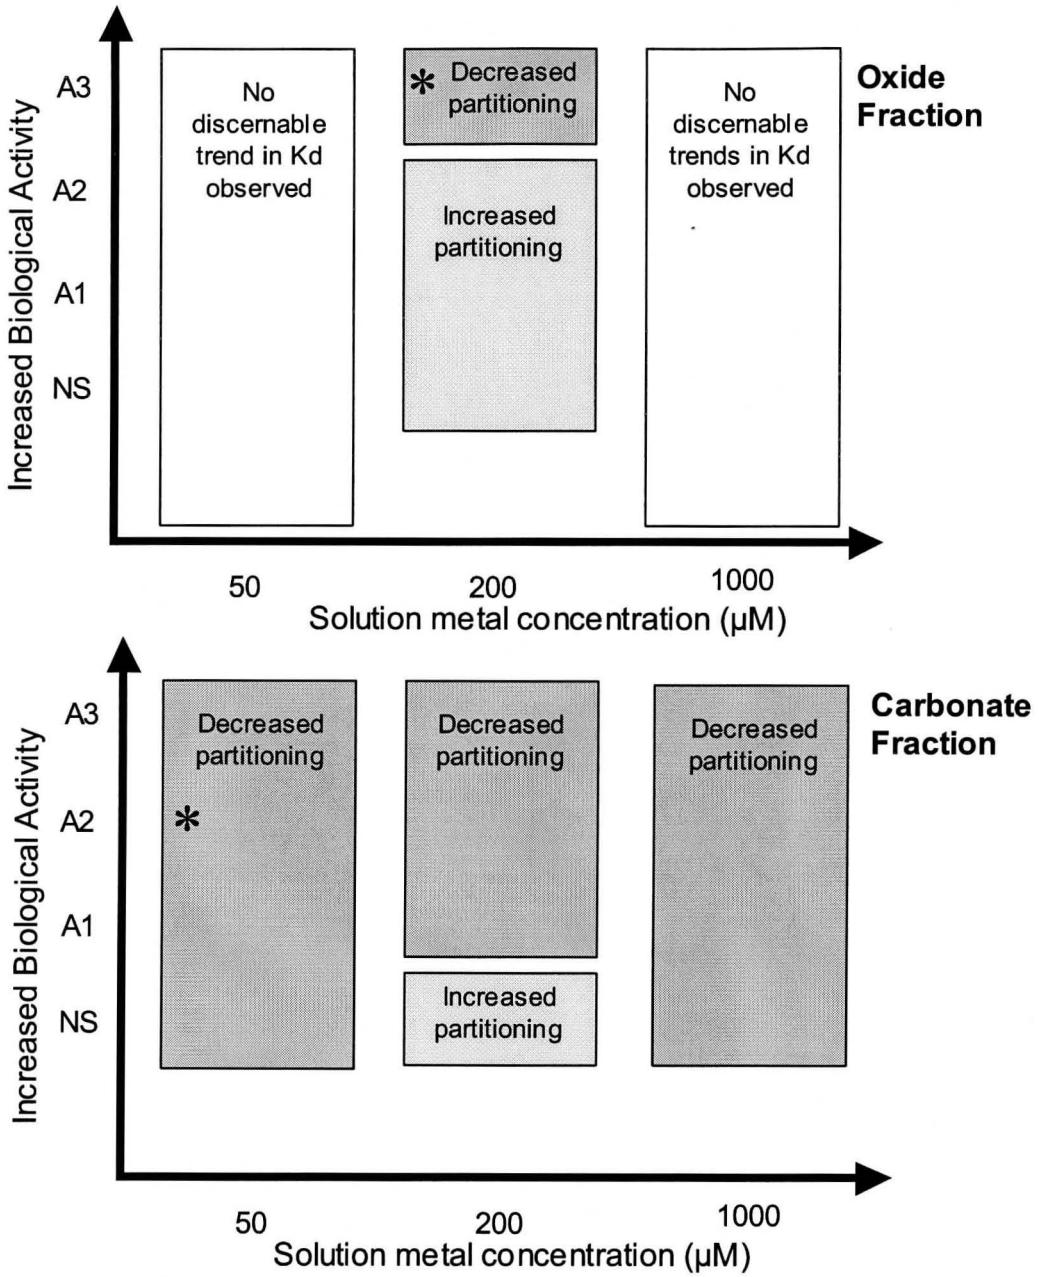 Increased Biological Activity
A3
A2
A1
NS
No
discernable
trend in Kd
observed
* Decreased
partitioning
Increased
partitioning
No
discernable
trends in Kd
observed
Oxide
Fraction
50
200
1000
Solution metal concentration (µM)
Increased Biological Activity
A3
A2
A1
NS
Decreased
partitioning
*
Decreased
partitioning
Increased
partitioning
Decreased
partitioning
Carbonate
Fraction
50
200
1000
Solution metal concentration (µM)